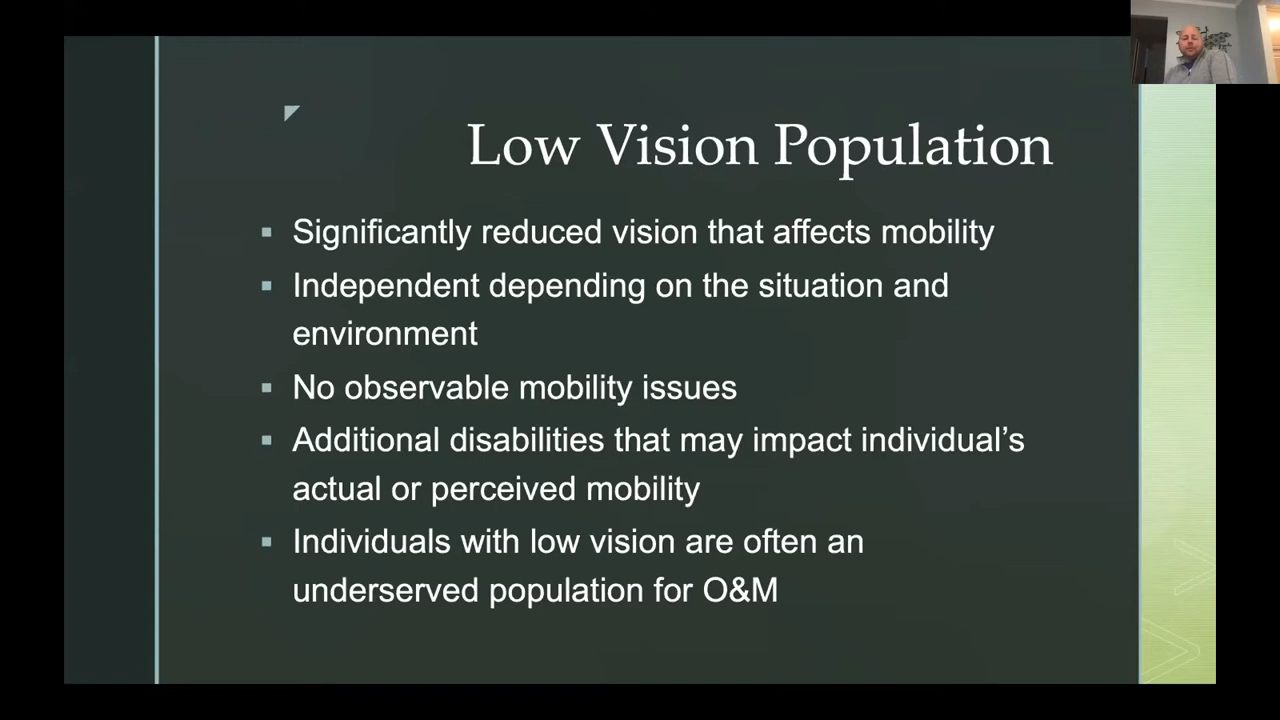 Low Vision Population
Significantly reduced vision that affects mobility
Independent depending on the situation and
environment
No observable mobility issues
Additional disabilities that may impact individual’s
actual or perceived mobility
Individuals with low vision are often an
underserved population for O&M